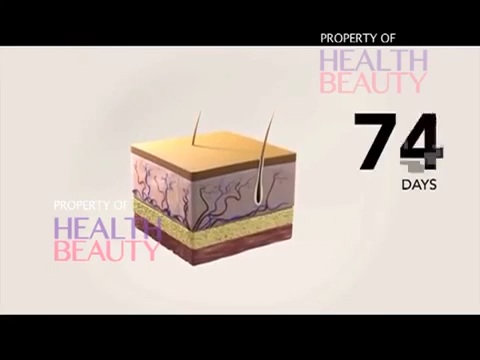 PROPERTY OF
HEALTH
BEAUTY
74
DAYS
PROPERTY OF
HEALTH
BEAUTY